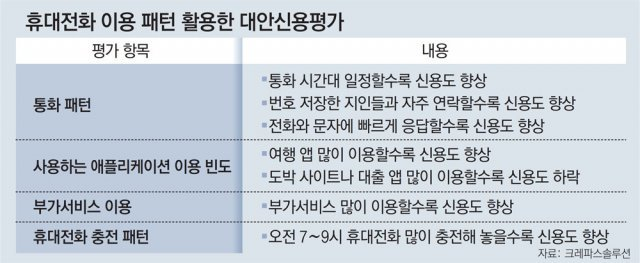 휴대전화 이용 패턴 활용한 대안신용평가
평가 항목 내용
통화 패턴
▪통화 시간대 일정할수록 신용도 향상
▪번호 저장한 지인들과 자주 연락할수록 신용도 향상
▪전화와 문자에 빠르게 응답할수록 신용도 향상
사용하는 애플리케이션 이용 빈도
▪여행 앱 많이 이용할수록 신용도 향상
▪도박 사이트나 대출 앱 많이 이용할수록 신용도 하락
부가서비스 이용
▪부가서비스 많이 이용할수록 신용도 향상
휴대전화 충전 패턴
▪오전 7~9시 휴대전화 많이 충전해 놓을수록 신용도 향상
자료: 크레파스솔루션